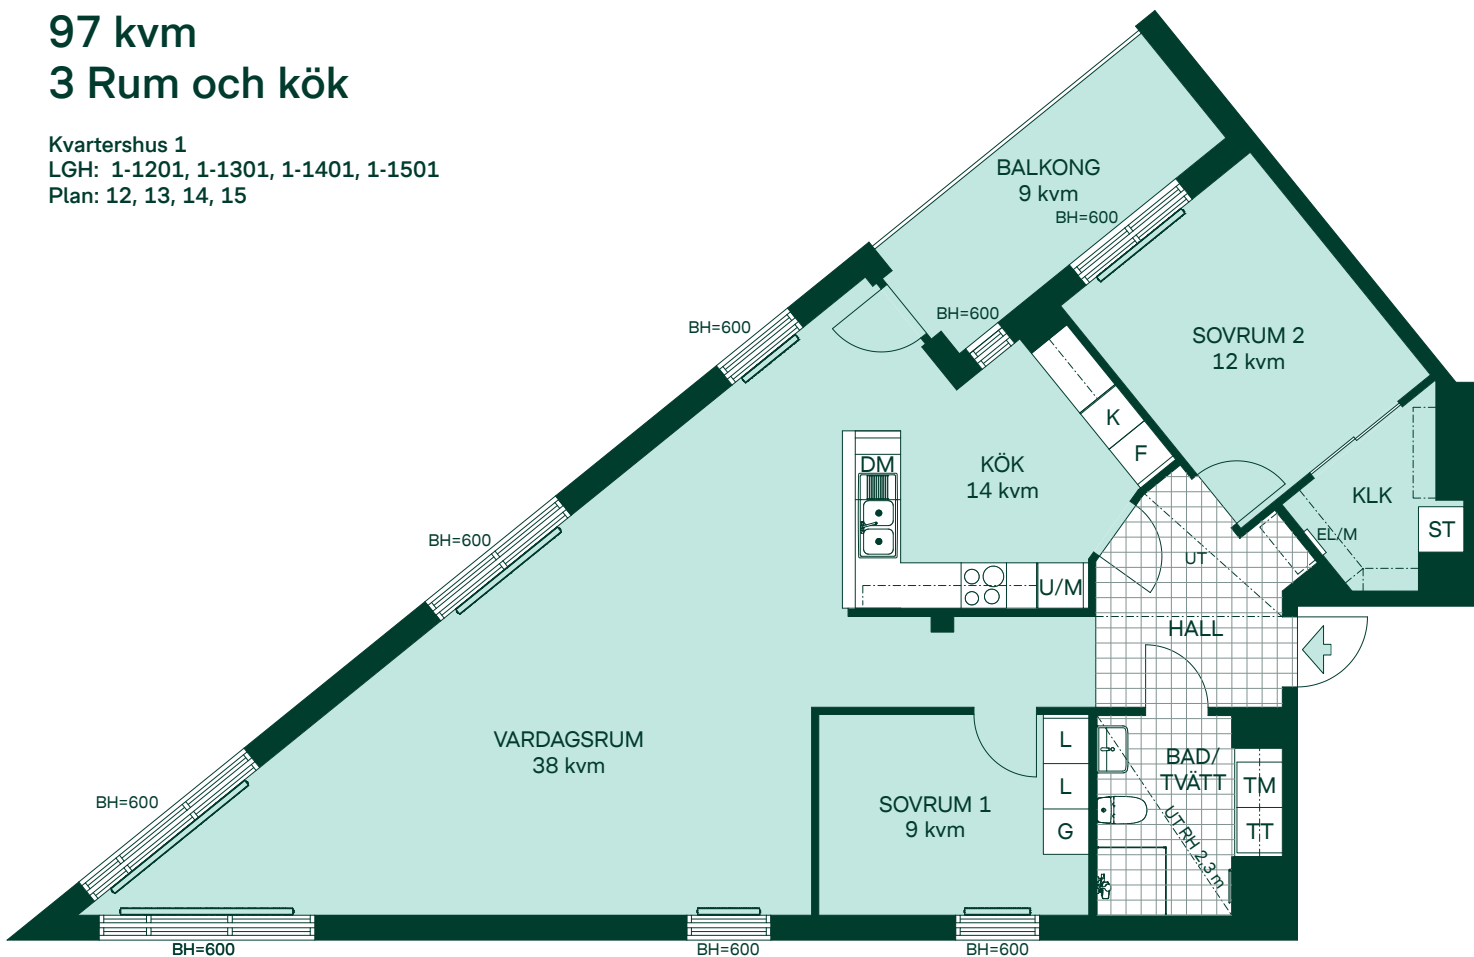 97 kvm
3 Rum och kök
Kvartershus 1
LGH: 1-1201, 1-1301, 1-1401, 1-1501
Plan: 12, 13, 14, 15
BALKONG
9 kvm
BH=600
BH=600
BH=600
SOVRUM 2
12 kvm
K
F
DM
KÖK
14 kvm
KLK
ST
EL/M
BH=600
UT
U/M
HALL
VARDAGSRUM
38 kvm
L
L
G
BAD/
TVÄTT
TM
TT
SOVRUM 1
9 kvm
UT RH 2,3 m
BH=600
BH=600
BH=600
BH=600